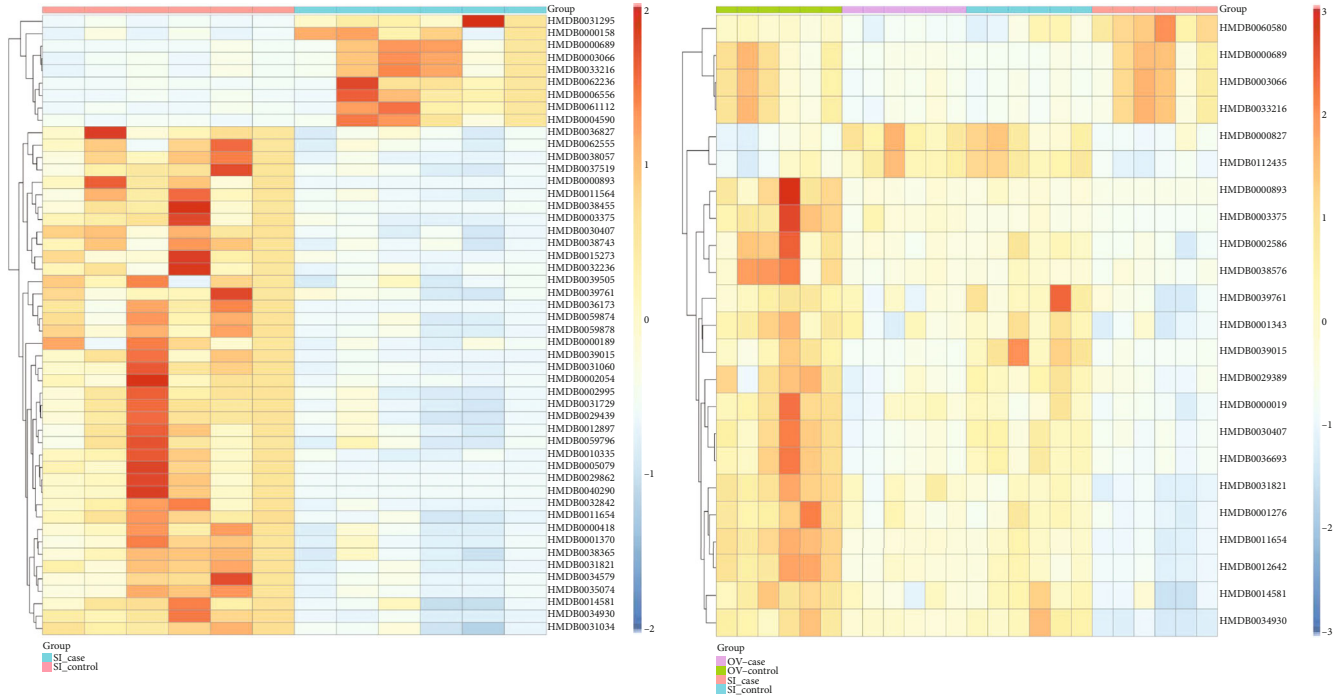 Group
HMDB0031295
HMDB0000158
HMDB0000689
HMDB0003066
HMDB0033216
HMDB0062236
HMDB0006556
HMDB0061112
HMDB0004590
HMDB0036827
HMDB0062555
HMDB0038057
HMDB0037519
HMDB0000893
HMDB0011564
HMDB0038455
HMDB0003375
HMDB0030407
HMDB0038743
HMDB0015273
HMDB0032236
HMDB0039505
HMDB0039761
HMDB0036173
HMDB0059874
HMDB0059878
HMDB0000189
HMDB0039015
HMDB0031060
HMDB0002054
HMDB0002995
HMDB0031729
HMDB0029439
HMDB0012897
HMDB0059796
HMDB0010335
HMDB0005079
HMDB0029862
HMDB0040290
HMDB0032842
HMDB0011654
HMDB0000418
HMDB0001370
HMDB0038365
HMDB0031821
HMDB0034579
HMDB0035074
HMDB0014581
HMDB0034930
HMDB0031034
2
1
0
−1
−2
Group
SI_case
SI_control
Group
HMDB0060580
HMDB0000689
HMDB0003066
HMDB0033216
HMDB0000827
HMDB0112435
HMDB0000893
HMDB0003375
HMDB0002586
HMDB0038576
HMDB0039761
HMDB0001343
HMDB0039015
HMDB0029389
HMDB0000019
HMDB0030407
HMDB0036693
HMDB0031821
HMDB0001276
HMDB0011654
HMDB0012642
HMDB0014581
HMDB0034930
3
2
1
0
−1
−2
−3
Group
OV−case
OV−control
SI_case
SI_control